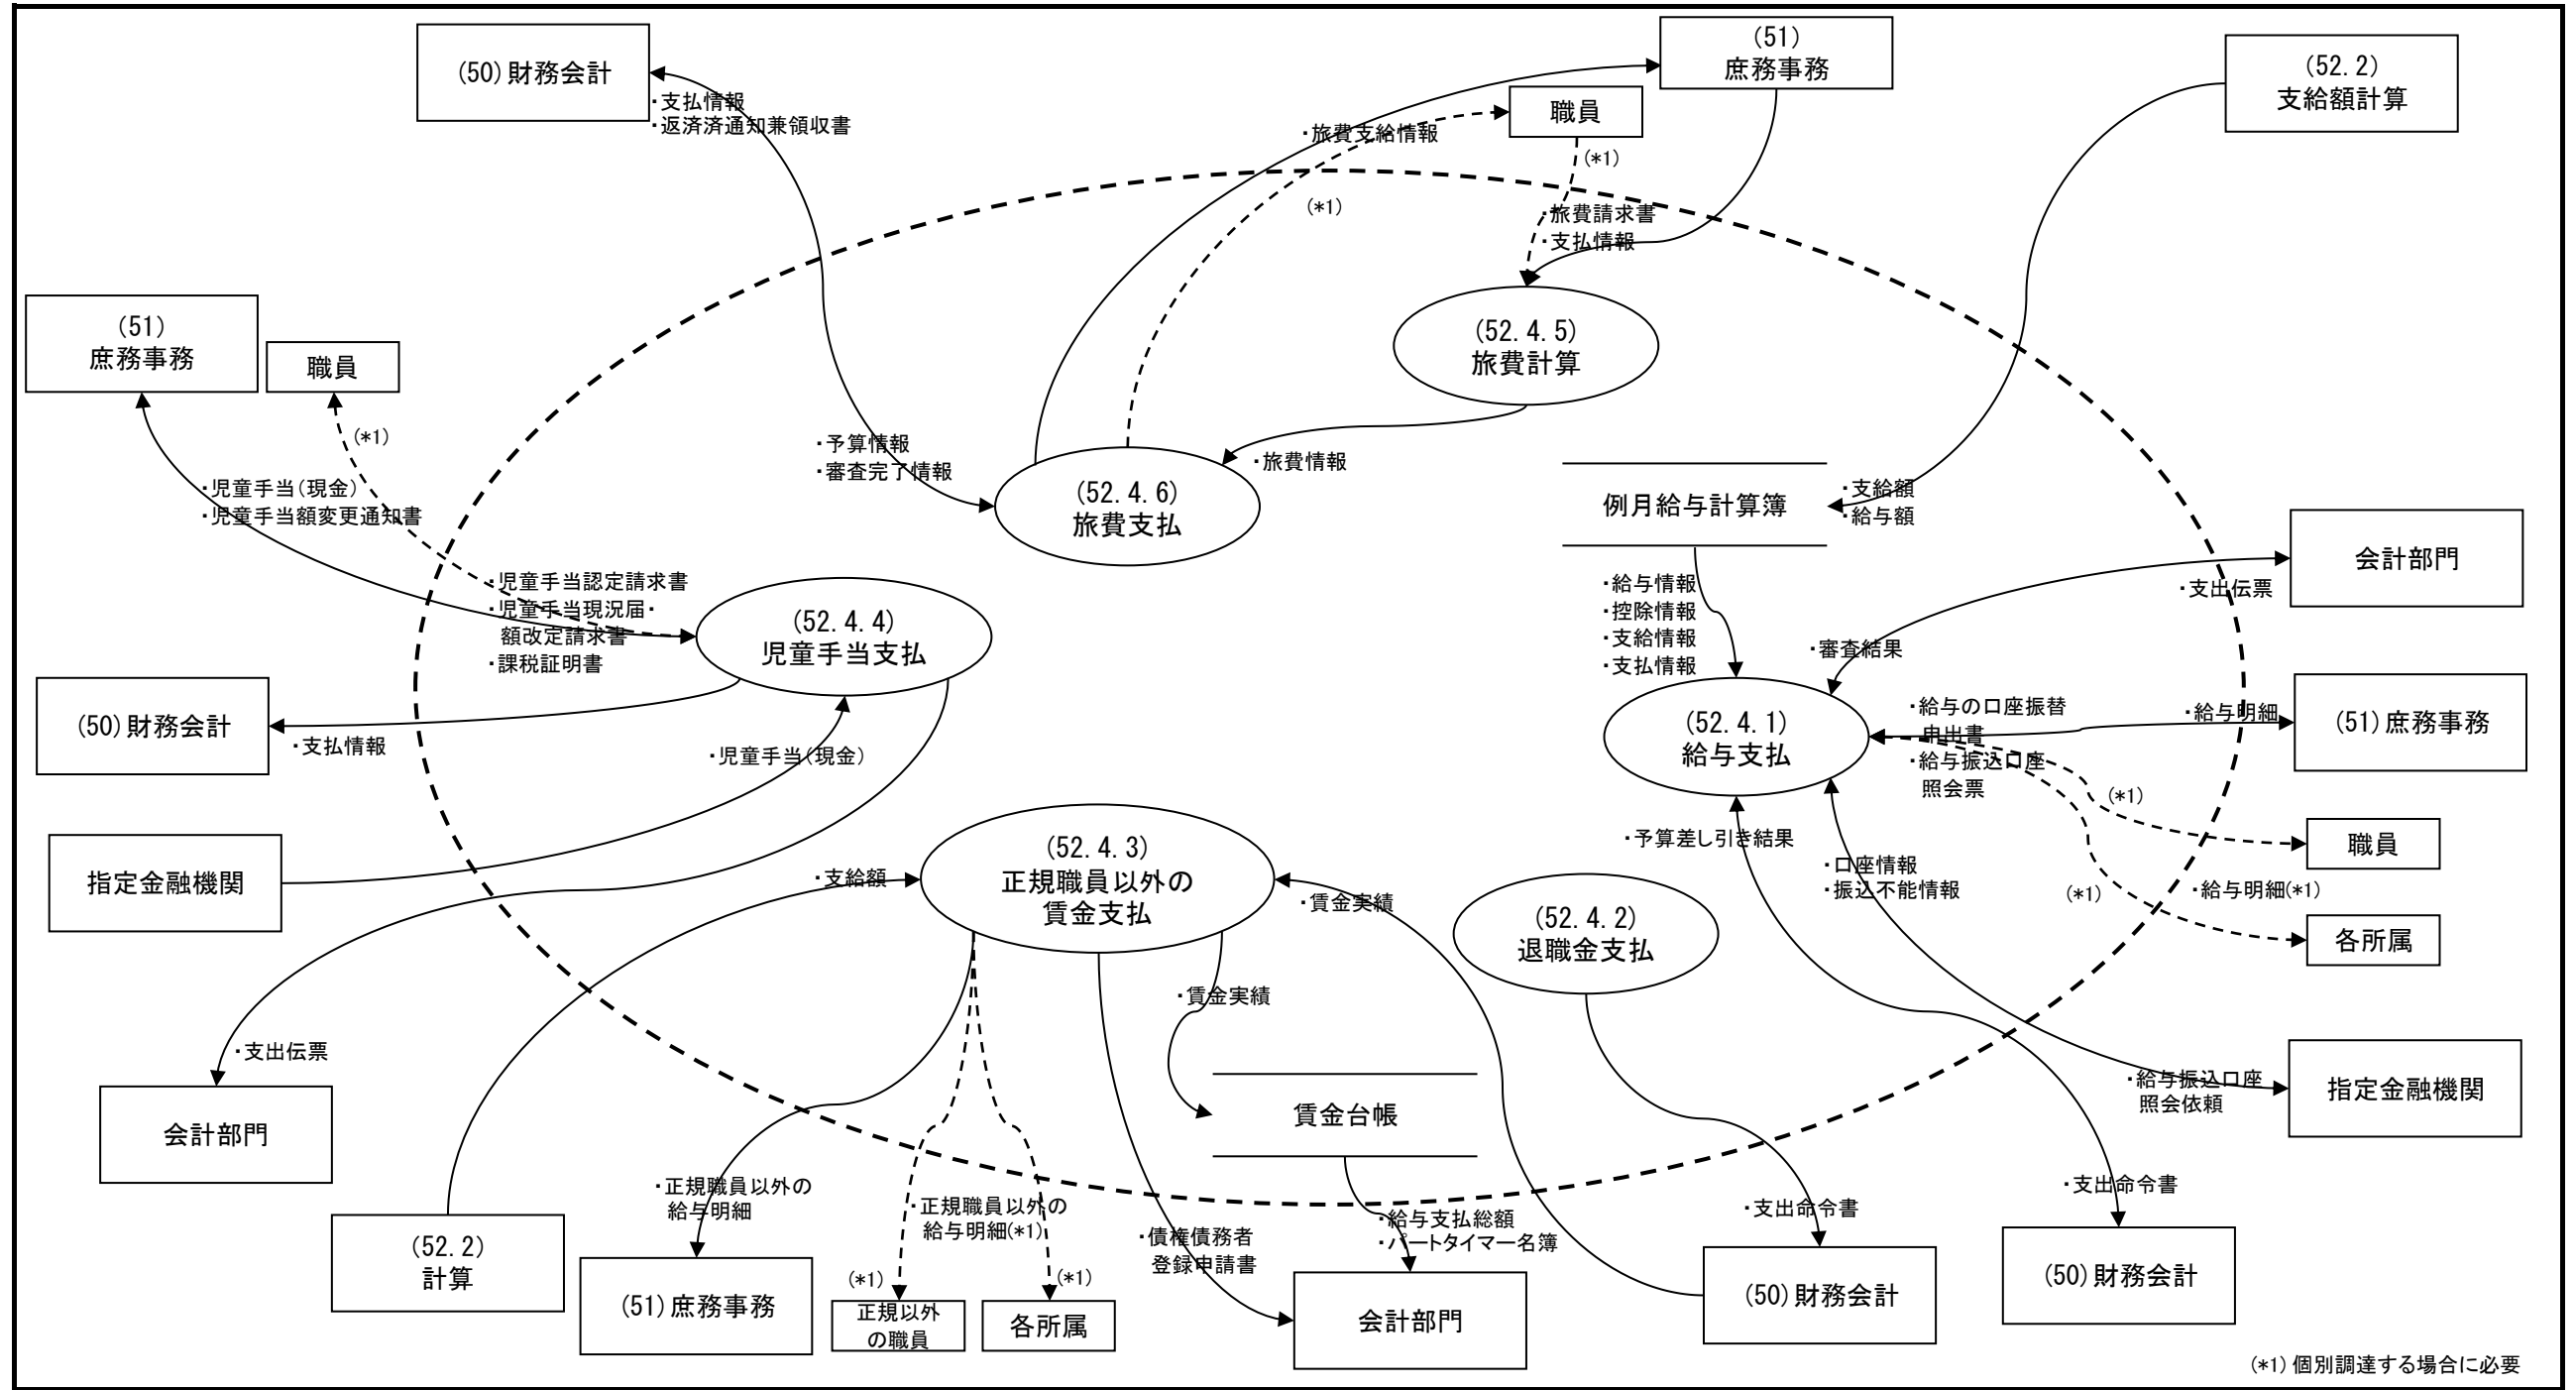 (50)財務会計
・支払情報
・返済済通知兼領収書
(51)
庶務事務
職員
(52.2)
支給額計算
・旅費支給情報
(*1)
(*1)
・旅費請求書
・支払情報
(52.4.5)
旅費計算
(51)
庶務事務
職員
(*1)
・児童手当(現金)
・児童手当額変更通知書
・予算情報
・審査完了情報
(52.4.6)
旅費支払
・旅費情報
例月給与計算簿
・支給額
・給与額
会計部門
・支出伝票
・給与情報
・控除情報
・支給情報
・支払情報
・審査結果
・児童手当認定請求書
・児童手当現況届・
額改定請求書
・課税証明書
(52.4.4)
児童手当支払
(50)財務会計
・支払情報
・児童手当(現金)
(52.4.1)
給与支払
・給与の口座振替
申出書
・給与振込口座
照会票
・給与明細
(51)庶務事務
(*1)
職員
指定金融機関
・支給額
(52.4.3)
正規職員以外の
賃金支払
・賃金実績
・予算差し引き結果
・口座情報
・振込不能情報
(*1)
・給与明細(*1)
各所属
(52.4.2)
退職金支払
・賃金実績
・支出伝票
会計部門
賃金台帳
・給与振込口座
照会依頼
指定金融機関
・正規職員以外の
給与明細
・正規職員以外の
給与明細(*1)
・債権債務者
登録申請書
・給与支払総額
・パートタイマー名簿
・支出命令書
・支出命令書
(52.2)
計算
(51)庶務事務
(*1)
正規以外
の職員
(*1)
各所属
会計部門
(50)財務会計
(50)財務会計
(*1)個別調達する場合に必要